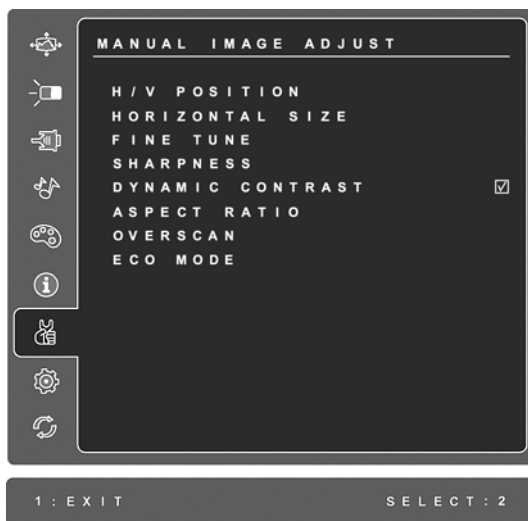 MANUAL IMAGE ADJUST
H/V POSITION
HORIZONTAL SIZE
FINE TUNE
SHARPNESS
DYNAMIC CONTRAST
ASPECT RATIO
OVERSCAN
ECO MODE
1:EXIT SELECT:2